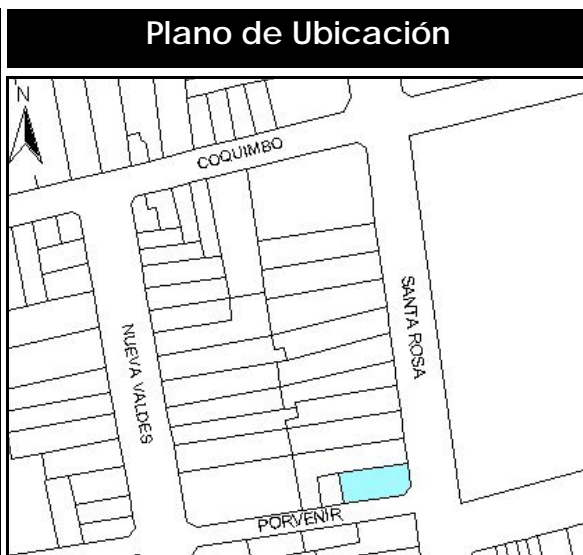 Plano de Ubicación
N
COQUIMBO
SANTA ROSA
NUEVA VALDES
PORVENIR